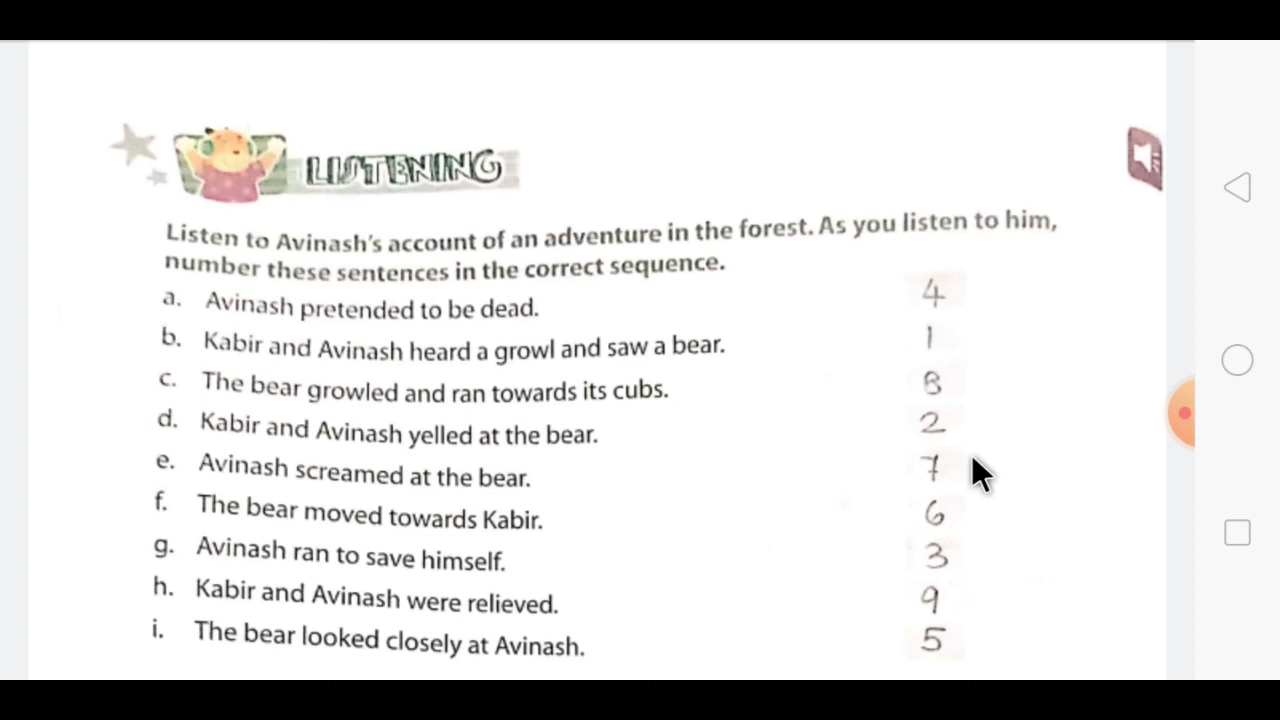 LISTENING
Listen to Avinash's account of an adventure in the forest. As you listen to him,
number these sentences in the correct sequence.
a. Avinash pretended to be dead. 4
b. Kabir and Avinash heard a growl and saw a bear. 1
c. The bear growled and ran towards its cubs. 8
d. Kabir and Avinash yelled at the bear. 2
e. Avinash screamed at the bear. 7
f. The bear moved towards Kabir. 6
g. Avinash ran to save himself. 3
h. Kabir and Avinash were relieved. 9
i. The bear looked closely at Avinash. 5